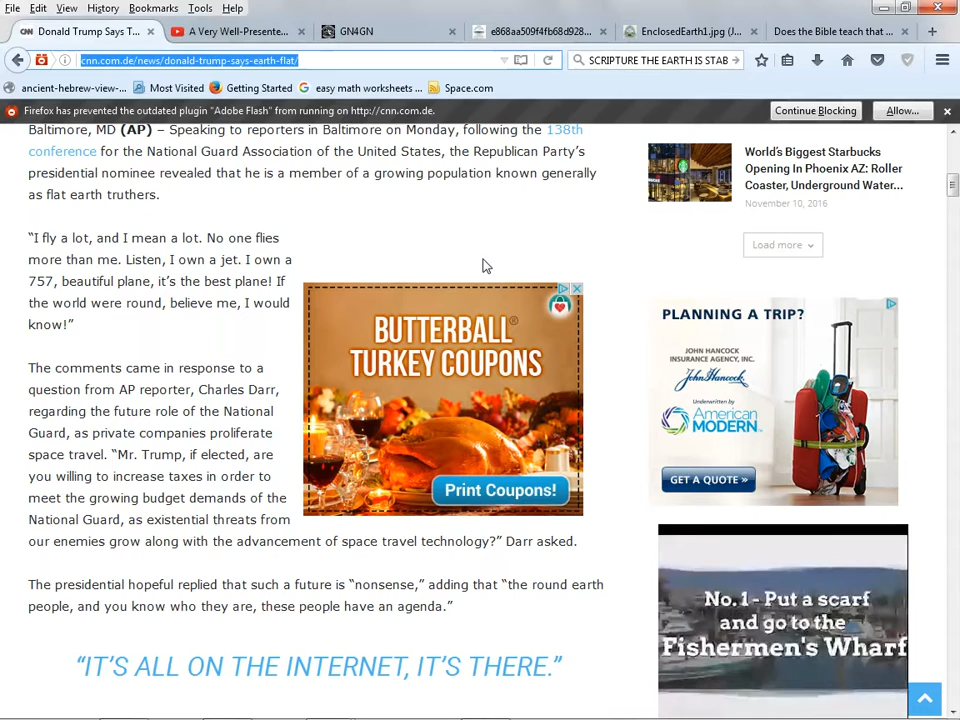 File Edit View History Bookmarks Tools Help
CNN Donald Trump Says T... × A Very Well-Presente... × GN4GN × e868aa509f4fb68d928... × EnclosedEarth1.jpg (J... × Does the Bible teach that ... × +
cnn.com.de/news/donald-trump-says-earth-flat/ SCRIPTURE THE EARTH IS STAB
ancient-hebrew-view-... Most Visited Getting Started easy math worksheets ... Space.com
Firefox has prevented the outdated plugin "Adobe Flash" from running on http://cnn.com.de. Continue Blocking Allow...
Baltimore, MD (AP) – Speaking to reporters in Baltimore on Monday, following the 138th
conference for the National Guard Association of the United States, the Republican Party’s
presidential nominee revealed that he is a member of a growing population known generally
as flat earth truthers.
“I fly a lot, and I mean a lot. No one flies
more than me. Listen, I own a jet. I own a
757, beautiful plane, it’s the best plane! If
the world were round, believe me, I would
know!”
The comments came in response to a
question from AP reporter, Charles Darr,
regarding the future role of the National
Guard, as private companies proliferate
space travel. “Mr. Trump, if elected, are
you willing to increase taxes in order to
meet the growing budget demands of the
National Guard, as existential threats from
our enemies grow along with the advancement of space travel technology?” Darr asked.
The presidential hopeful replied that such a future is “nonsense,” adding that “the round earth
people, and you know who they are, these people have an agenda.”
“IT’S ALL ON THE INTERNET, IT’S THERE.”
BUTTERBALL®
TURKEY COUPONS
Print Coupons!
World’s Biggest Starbucks
Opening In Phoenix AZ: Roller
Coaster, Underground Water...
November 10, 2016
Load more
PLANNING A TRIP?
JOHN HANCOCK
INSURANCE AGENCY, INC.
John Hancock
Underwritten by
American
MODERN
GET A QUOTE »
No. 1 - Put a scarf
and go to the
Fishermen's Wharf